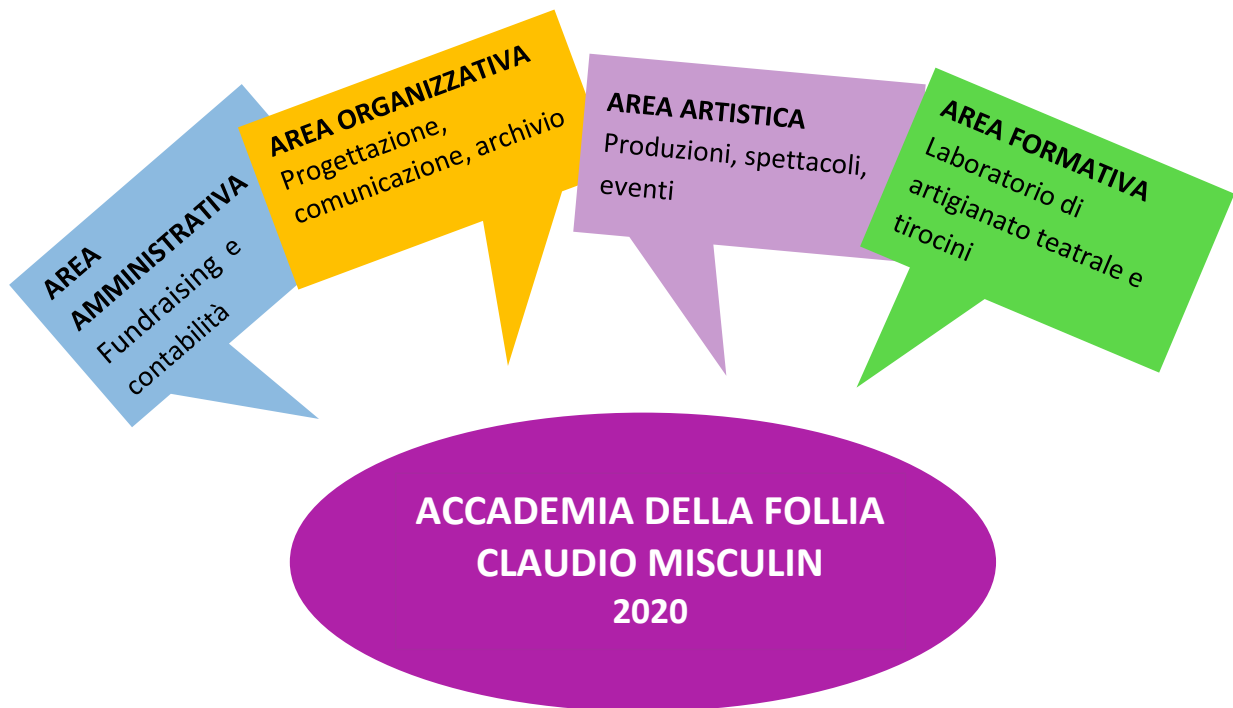 AREA
AMMINISTRATIVA
Fundraising e
contabilità
AREA ORGANIZZATIVA
Progettazione,
comunicazione, archivio
AREA ARTISTICA
Produzioni, spettacoli,
eventi
AREA FORMATIVA
Laboratorio di
artigianato teatrale e
tirocini
ACCADEMIA DELLA FOLLIA
CLAUDIO MISCULIN
2020